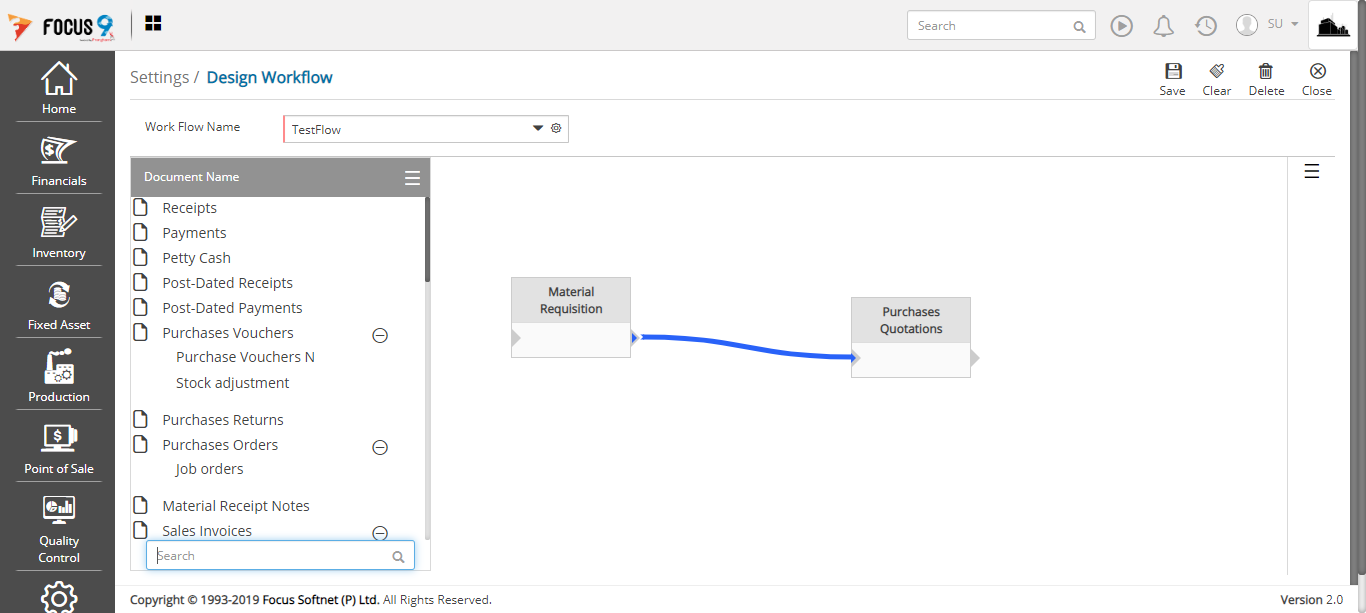 FOCUS 9
Search
SU
Home
Financials
Inventory
Fixed Asset
Production
Point of Sale
Quality
Control
Settings / Design Workflow
Save
Clear
Delete
Close
Work Flow Name
TestFlow
Document Name
Receipts
Payments
Petty Cash
Post-Dated Receipts
Post-Dated Payments
Purchases Vouchers
Purchase Vouchers N
Stock adjustment
Purchases Returns
Purchases Orders
Job orders
Material Receipt Notes
Sales Invoices
Search
Material
Requisition
Purchases
Quotations
Copyright © 1993-2019 Focus Softnet (P) Ltd. All Rights Reserved.
Version 2.0